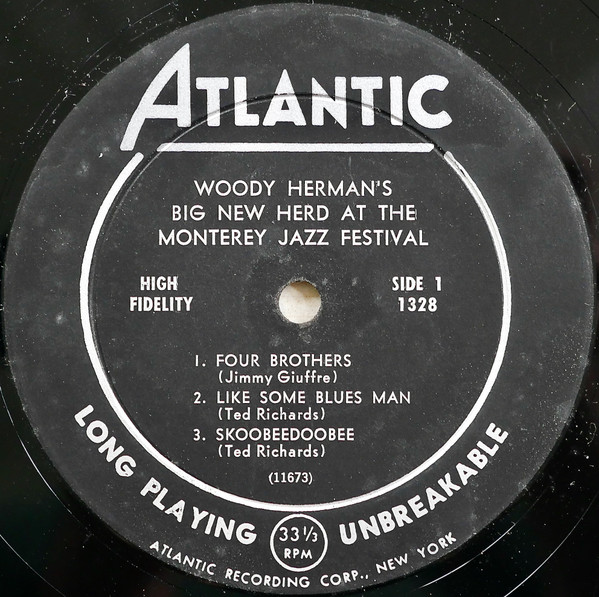 ATLANTIC
WOODY HERMAN'S
BIG NEW HERD AT THE
MONTEREY JAZZ FESTIVAL
HIGH
FIDELITY
SIDE 1
1328
1. FOUR BROTHERS
(Jimmy Giuffre)
2. LIKE SOME BLUES MAN
(Ted Richards)
3. SKOOBEEDOOBEE
(Ted Richards)
(11673)
LONG PLAYING
33 1/3
RPM
UNBREAKABLE
ATLANTIC RECORDING CORP., NEW YORK